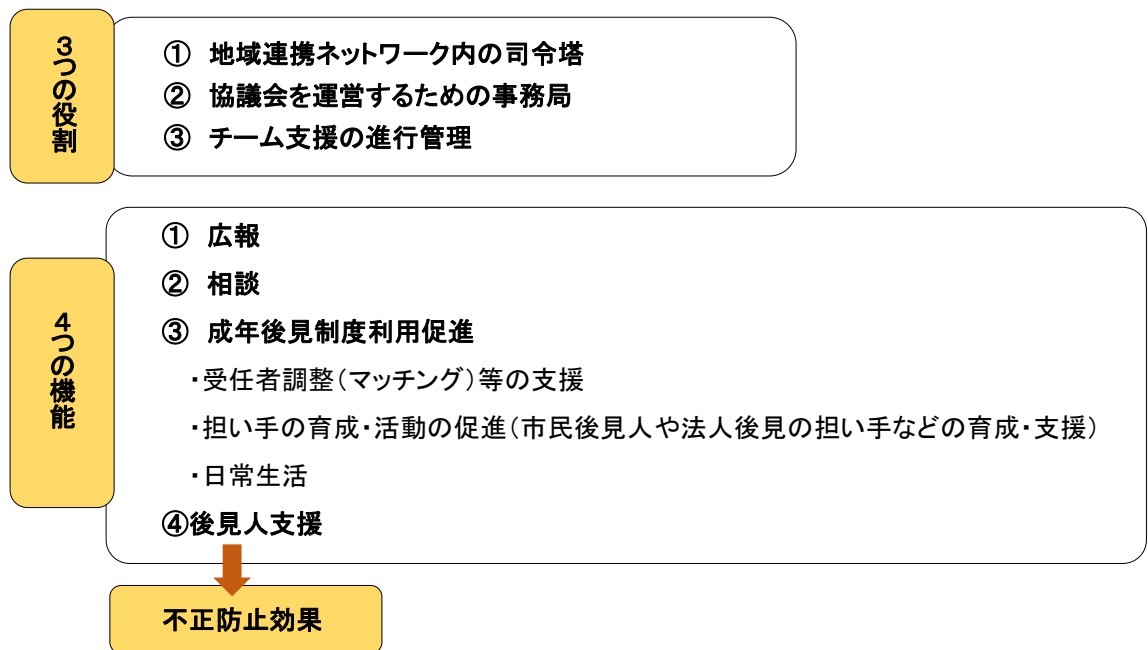 3つの役割
① 地域連携ネットワーク内の司令塔
② 協議会を運営するための事務局
③ チーム支援の進行管理
4つの機能
① 広報
② 相談
③ 成年後見制度利用促進
・受任者調整(マッチング)等の支援
・担い手の育成・活動の促進(市民後見人や法人後見の担い手などの育成・支援)
・日常生活
④後見人支援
不正防止効果